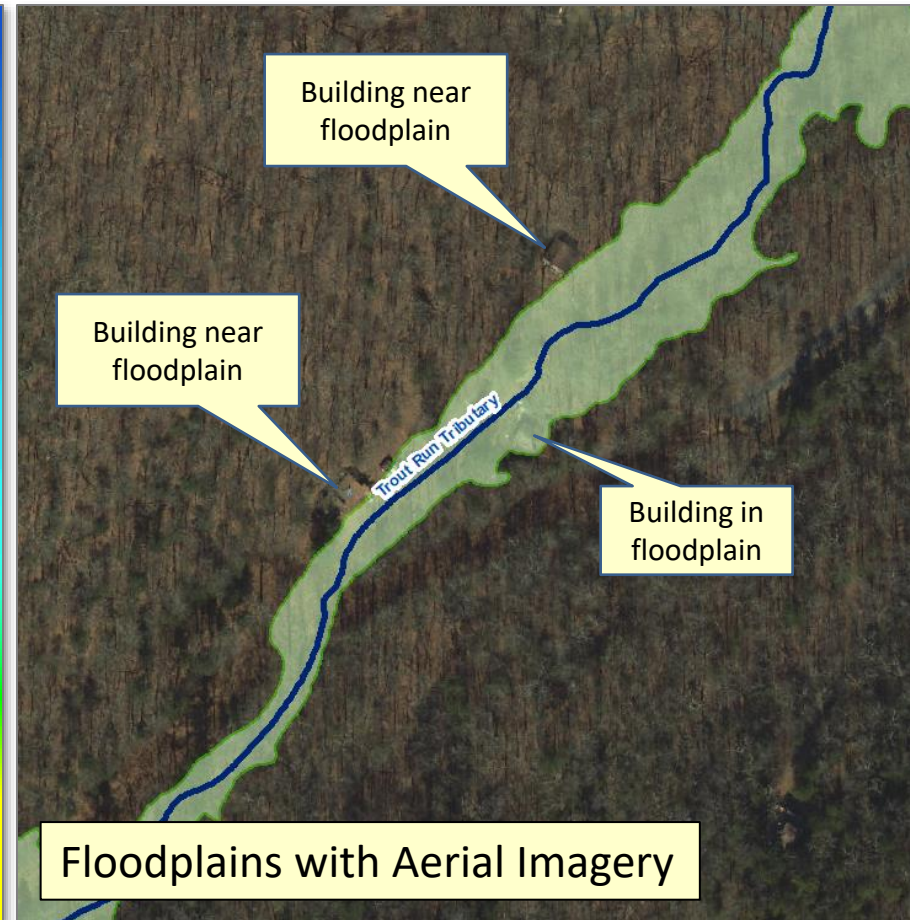 Building near
floodplain
Building near
floodplain
Trout Run Tributary
Building in
floodplain
Floodplains with Aerial Imagery